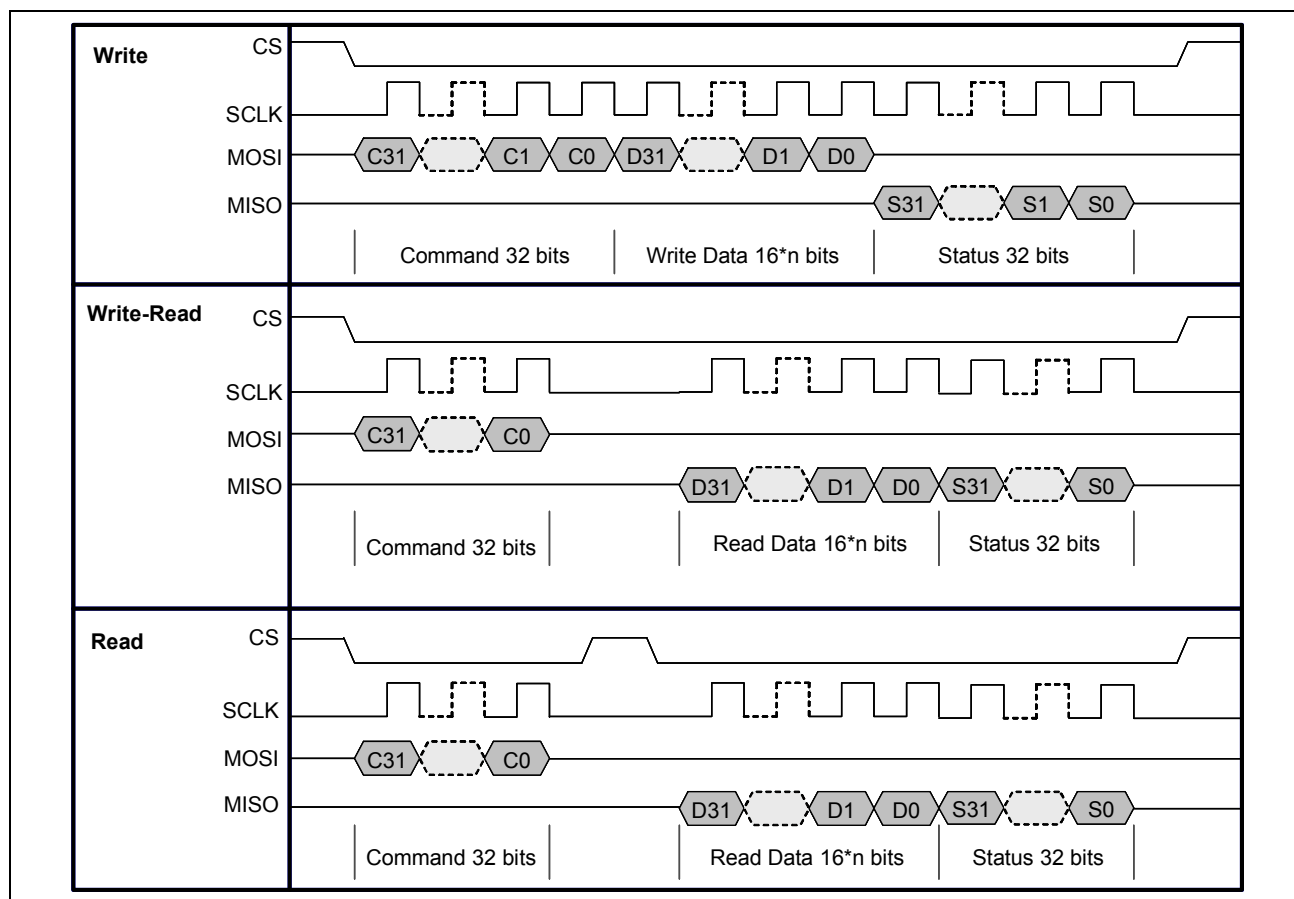 Write
CS
SCLK
MOSI C31 C1 C0 D31 D1 D0
MISO S31 S1 S0
Command 32 bits Write Data 16*n bits Status 32 bits
Write-Read CS
SCLK
MOSI C31 C0
MISO D31 D1 D0 S31 S0
Command 32 bits Read Data 16*n bits Status 32 bits
Read CS
SCLK
MOSI C31 C0
MISO D31 D1 D0 S31 S0
Command 32 bits Read Data 16*n bits Status 32 bits